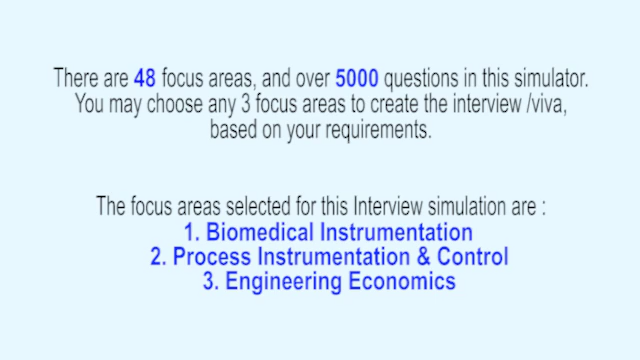 There are 48 focus areas, and over 5000 questions in this simulator.
You may choose any 3 focus areas to create the interview /viva,
based on your requirements.
The focus areas selected for this Interview simulation are :
1. Biomedical Instrumentation
2. Process Instrumentation & Control
3. Engineering Economics